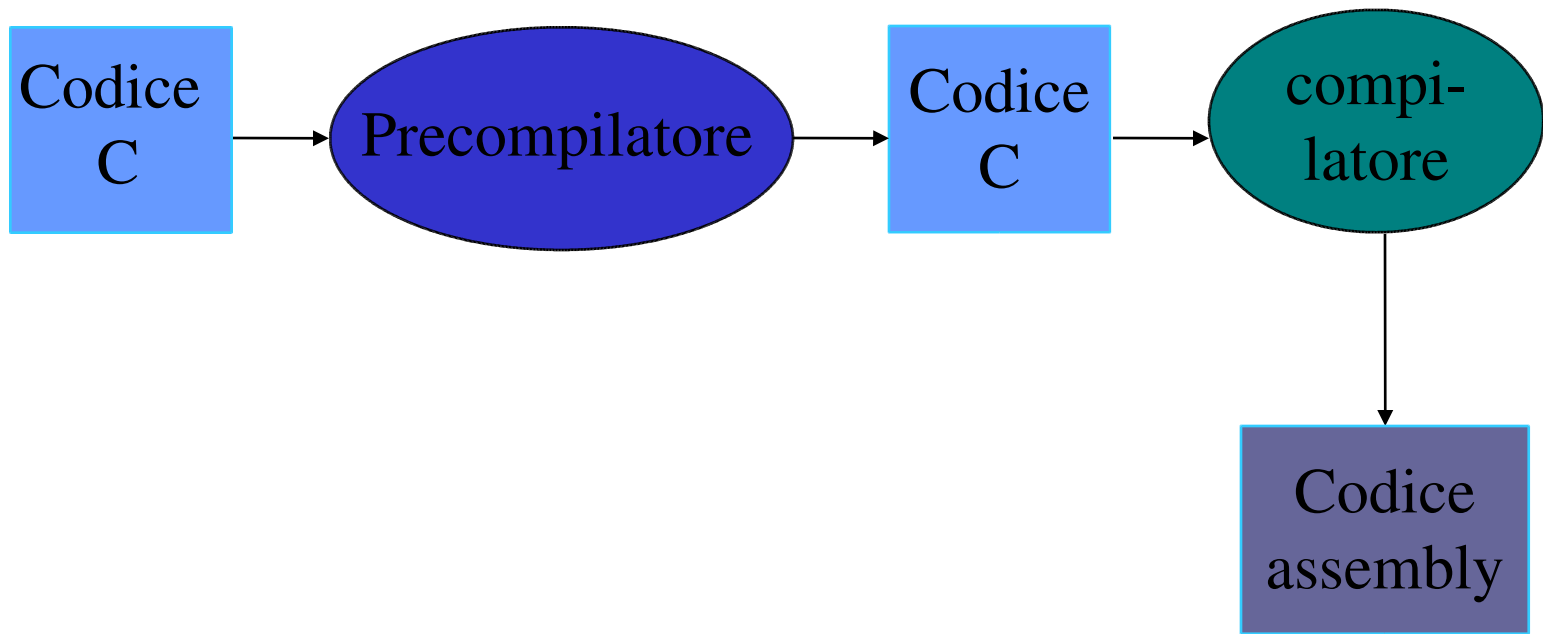 Codice
C
Precompilatore
Codice
C
compi-
latore
Codice
assembly